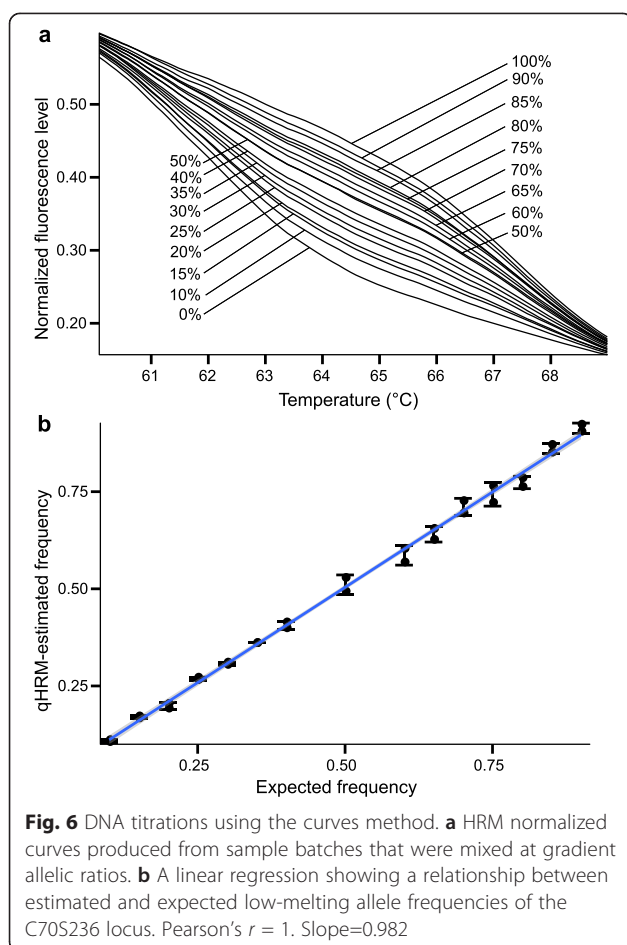 a
Normalized fluorescence level
0.50
0.40
0.30
0.20
100%
90%
85%
80%
75%
70%
65%
60%
50%
50%
40%
35%
30%
25%
20%
15%
10%
0%
61 62 63 64 65 66 67 68
Temperature (°C)
b
qHRM-estimated frequency
0.75
0.50
0.25
0.25 0.50 0.75
Expected frequency
Fig. 6 DNA titrations using the curves method. a HRM normalized
curves produced from sample batches that were mixed at gradient
allelic ratios. b A linear regression showing a relationship between
estimated and expected low-melting allele frequencies of the
C70S236 locus. Pearson's r = 1. Slope=0.982